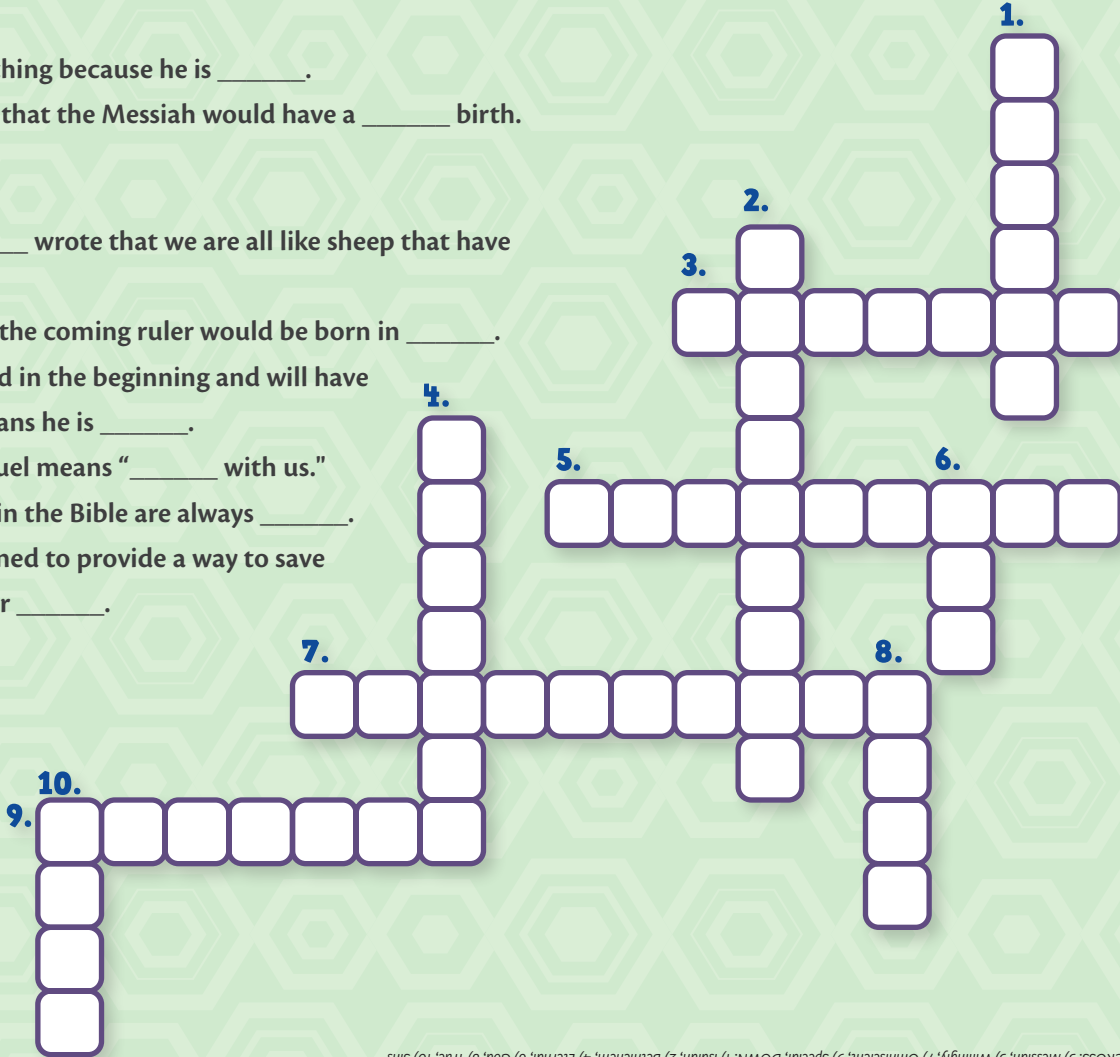 thing because he is ______.
that the Messiah would have a ______ birth.
__ wrote that we are all like sheep that have
the coming ruler would be born in ______.
d in the beginning and will have
ans he is ______.
uel means “______ with us."
in the Bible are always ______.
ned to provide a way to save
r ______.
1.
2.
3.
4.
5.
6.
7.
8.
10.
9.